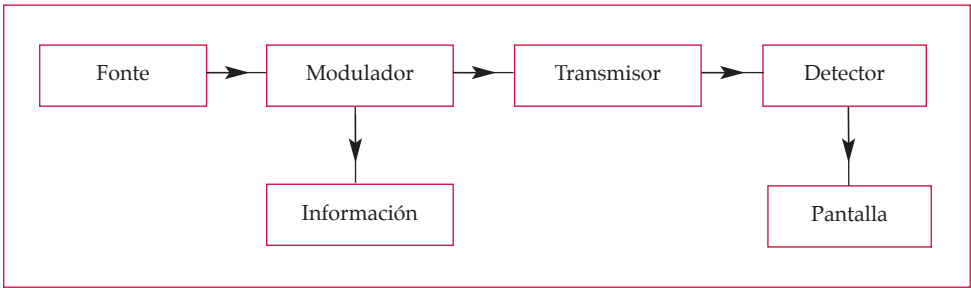 Fonte
Modulador
Transmisor
Detector
Información
Pantalla